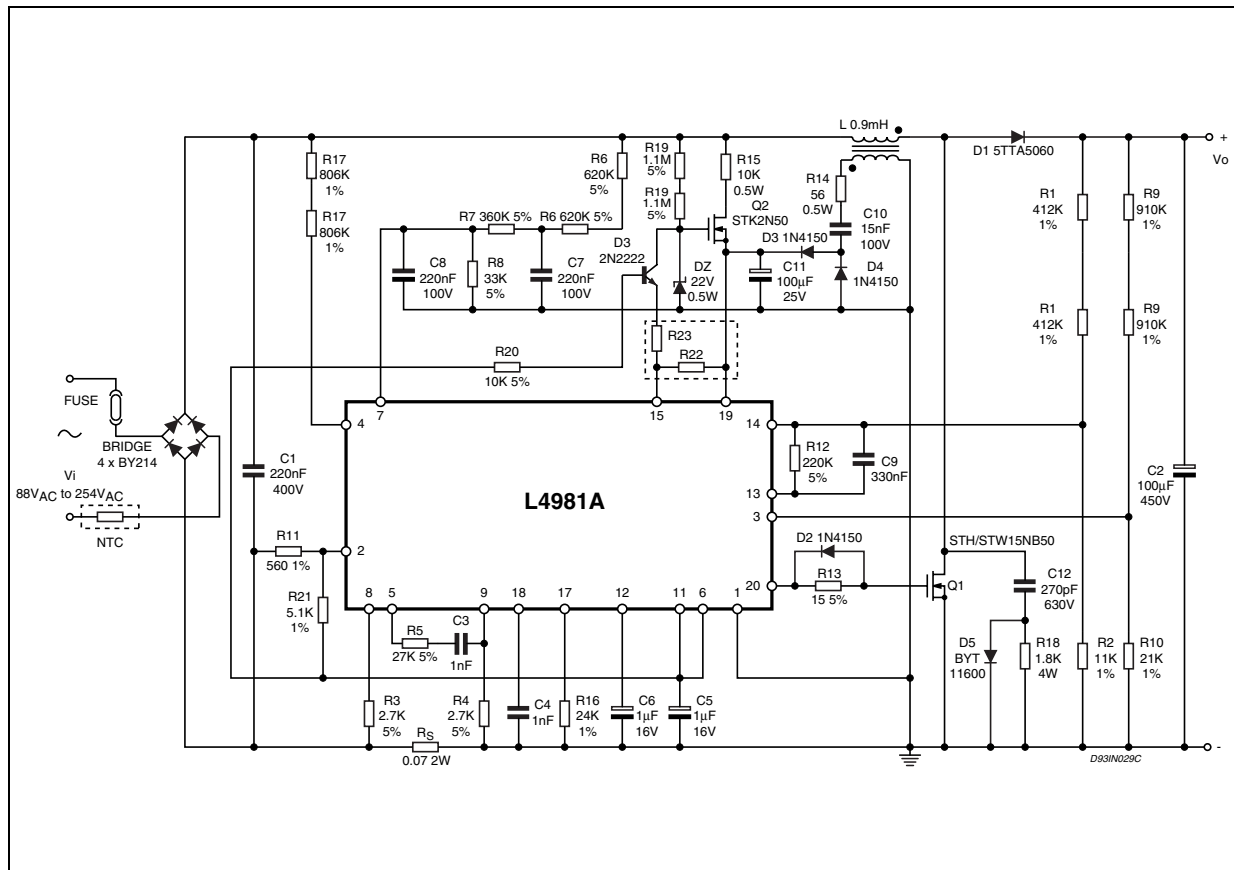 L 0.9mH
D1 5TTA5060
+
Vo
R17
806K
1%
R17
806K
1%
R6
620K
5%
R19
1.1M
5%
R19
1.1M
5%
R15
10K
0.5W
Q2
STK2N50
R14
56
0.5W
C10
15nF
100V
R1
412K
1%
R9
910K
1%
R7 360K 5%
R6 620K 5%
D3
2N2222
D3 1N4150
C8
220nF
100V
R8
33K
5%
C7
220nF
100V
DZ
22V
0.5W
C11
100µF
25V
D4
1N4150
R1
412K
1%
R9
910K
1%
R23
R22
R20
10K 5%
FUSE
BRIDGE
4 x BY214
Vi
88VAC to 254VAC
NTC
C1
220nF
400V
R11
560 1%
R21
5.1K
1%
7
15
19
4
14
13
3
2
20
L4981A
R12
220K
5%
C9
330nF
C2
100µF
450V
D2 1N4150
R13
15 5%
STH/STW15NB50
Q1
C12
270pF
630V
8
5
9
18
17
12
11
6
1
R5
27K 5%
C3
1nF
D5
BYT
11600
R18
1.8K
4W
R2
11K
1%
R10
21K
1%
R3
2.7K
5%
RS
0.07 2W
R4
2.7K
5%
C4
1nF
R16
24K
1%
C6
1µF
16V
C5
1µF
16V
-
D93IN029C